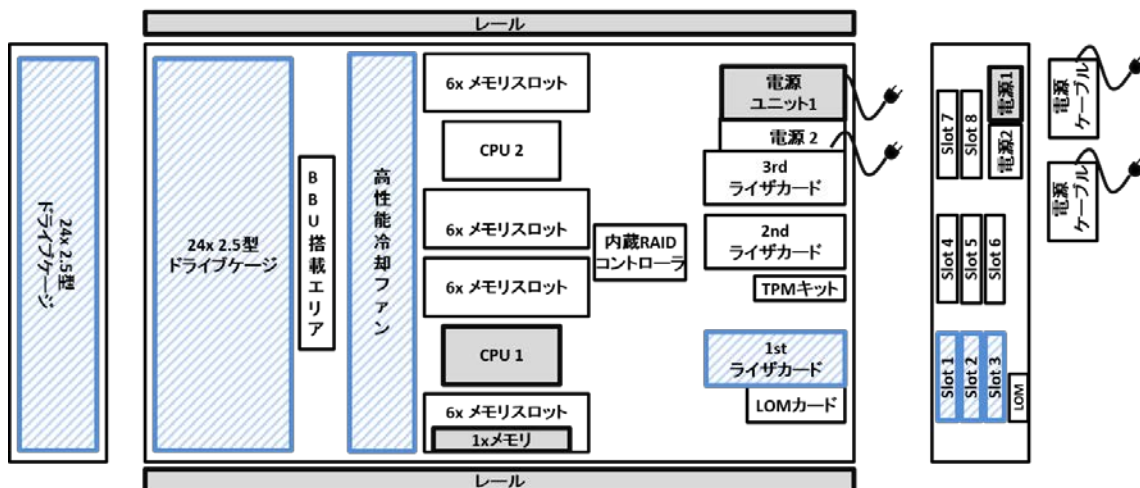 レール
24x 2.5型
ドライブケージ
24x 2.5型
ドライブケージ
BBU搭載エリア
高性能冷却ファン
6x メモリスロット
CPU 2
6x メモリスロット
6x メモリスロット
CPU 1
6x メモリスロット
1xメモリ
内蔵RAID
コントローラ
電源
ユニット1
電源 2
3rd
ライザカード
2nd
ライザカード
TPMキット
1st
ライザカード
LOMカード
レール
Slot 7
Slot 8
電源1
電源2
Slot 4
Slot 5
Slot 6
Slot 1
Slot 2
Slot 3
LOM
電源
ケーブル
電源
ケーブル